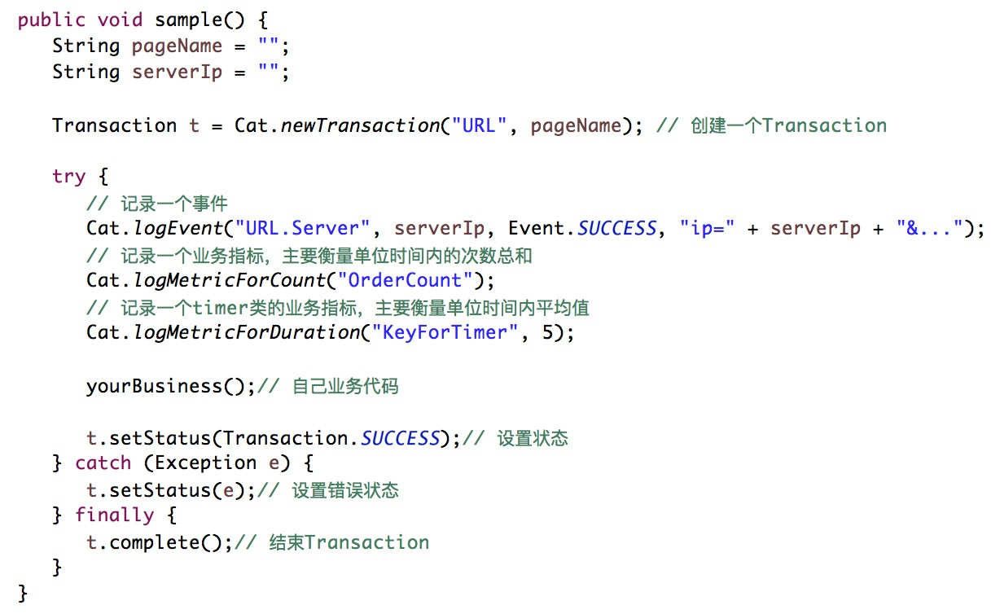 public void sample() {
String pageName = "";
String serverIp = "";
Transaction t = Cat.newTransaction("URL", pageName); // 创建一个Transaction
try {
// 记录一个事件
Cat.logEvent("URL.Server", serverIp, Event.SUCCESS, "ip=" + serverIp + "&...");
// 记录一个业务指标，主要衡量单位时间内的次数总和
Cat.logMetricForCount("OrderCount");
// 记录一个timer类的业务指标，主要衡量单位时间内平均值
Cat.logMetricForDuration("KeyForTimer", 5);
yourBusiness();// 自己业务代码
t.setStatus(Transaction.SUCCESS);// 设置状态
} catch (Exception e) {
t.setStatus(e);// 设置错误状态
} finally {
t.complete();// 结束Transaction
}
}